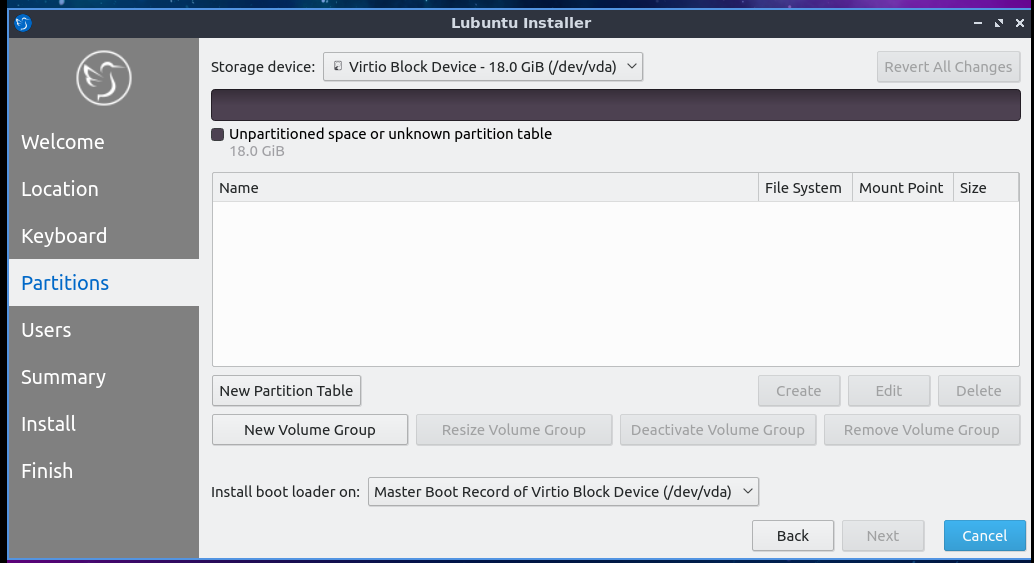 Lubuntu Installer
Welcome
Location
Keyboard
Partitions
Users
Summary
Install
Finish
Storage device: Virtio Block Device - 18.0 GiB (/dev/vda) Revert All Changes
Unpartitioned space or unknown partition table
18.0 GiB
Name File System Mount Point Size
New Partition Table Create Edit Delete
New Volume Group Resize Volume Group Deactivate Volume Group Remove Volume Group
Install boot loader on: Master Boot Record of Virtio Block Device (/dev/vda)
Back Next Cancel